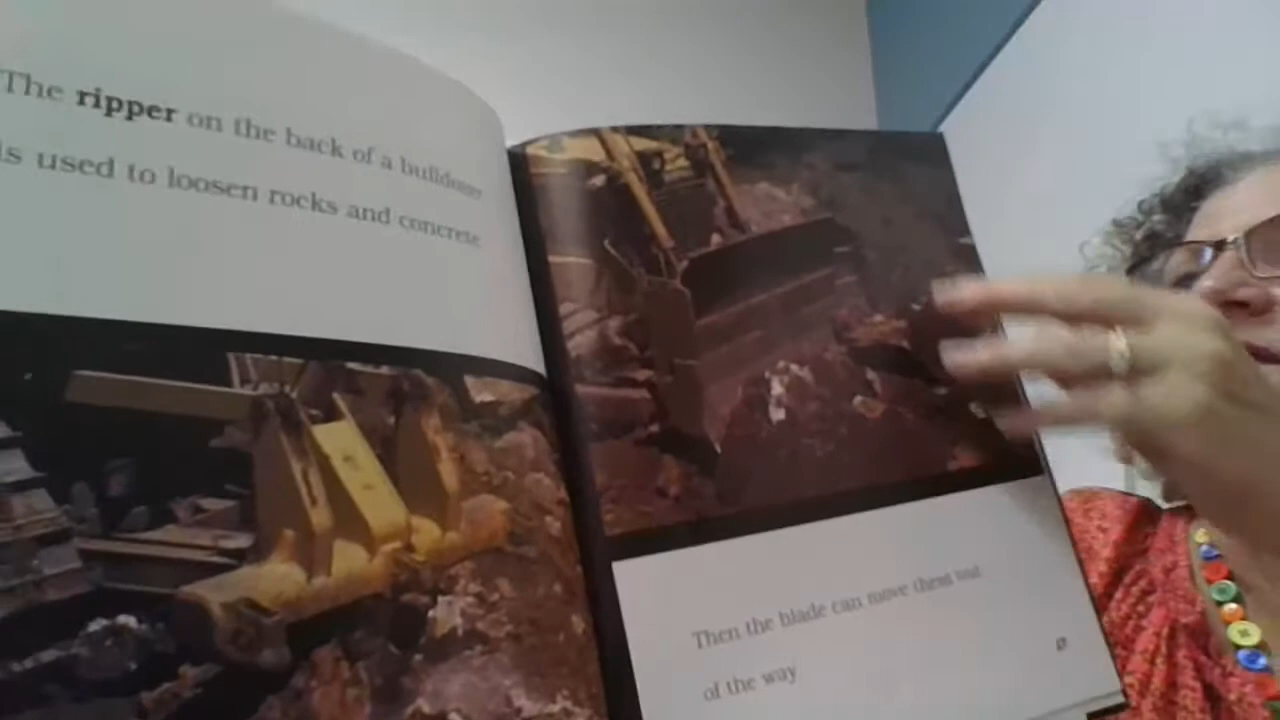 The ripper on the back of a bulldozer
is used to loosen rocks and concrete
Then the blade can move them out
of the way